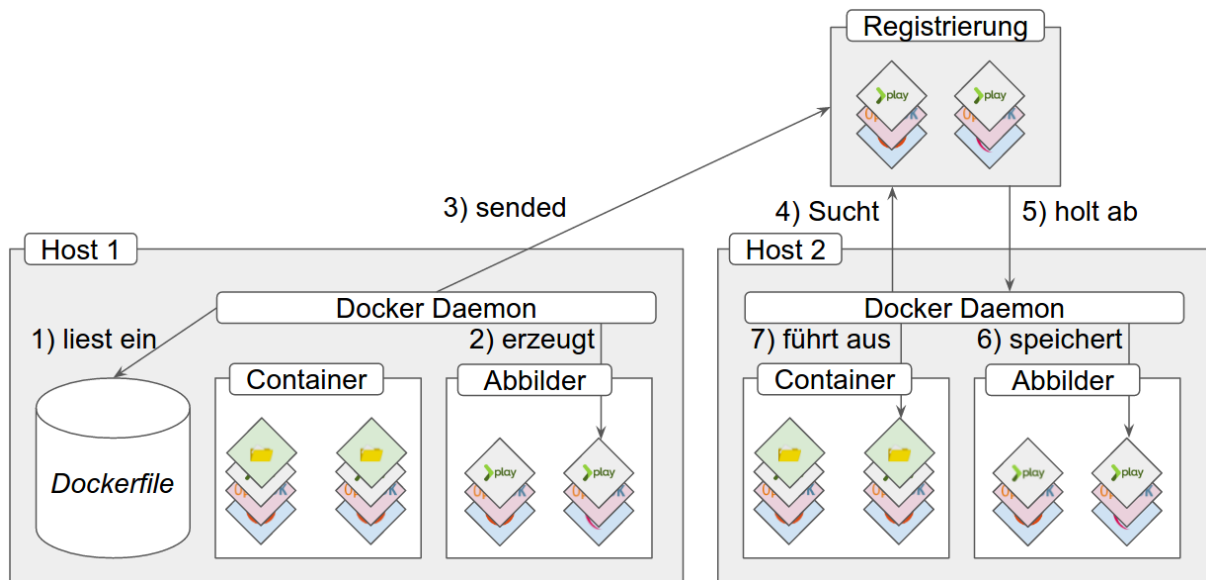 Registrierung
play
play
3) sended
4) Sucht
5) holt ab
Host 1
Host 2
Docker Daemon
Docker Daemon
1) liest ein
2) erzeugt
7) führt aus
6) speichert
Container
Abbilder
Container
Abbilder
Dockerfile
play
play
play
play